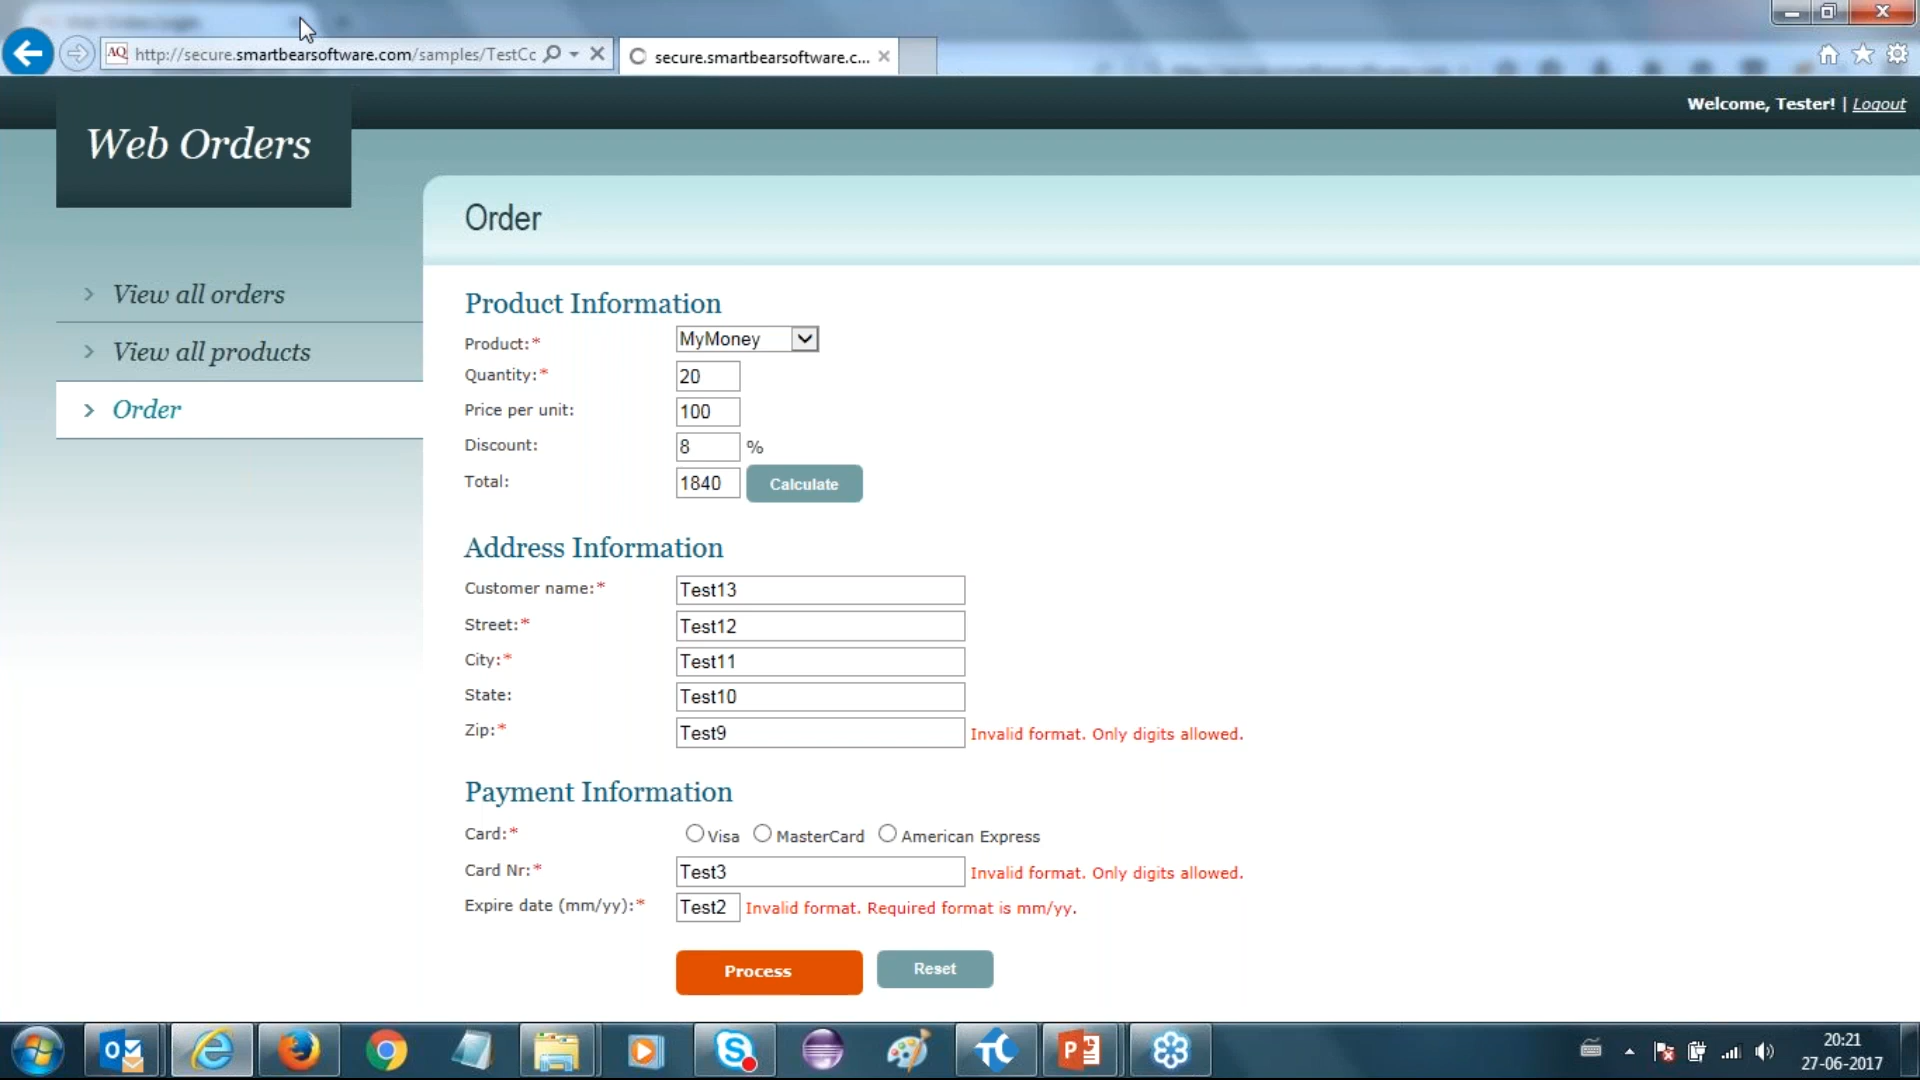 AQ http://secure.smartbearsoftware.com/samples/TestCc
secure.smartbearsoftware.c...
Welcome, Tester! | Logout
Web Orders
Order
> View all orders
> View all products
> Order
Product Information
Product:* MyMoney
Quantity:* 20
Price per unit: 100
Discount: 8 %
Total: 1840 Calculate
Address Information
Customer name:* Test13
Street:* Test12
City:* Test11
State: Test10
Zip:* Test9 Invalid format. Only digits allowed.
Payment Information
Card:* Visa MasterCard American Express
Card Nr:* Test3 Invalid format. Only digits allowed.
Expire date (mm/yy):* Test2 Invalid format. Required format is mm/yy.
Process Reset
20:21
27-06-2017